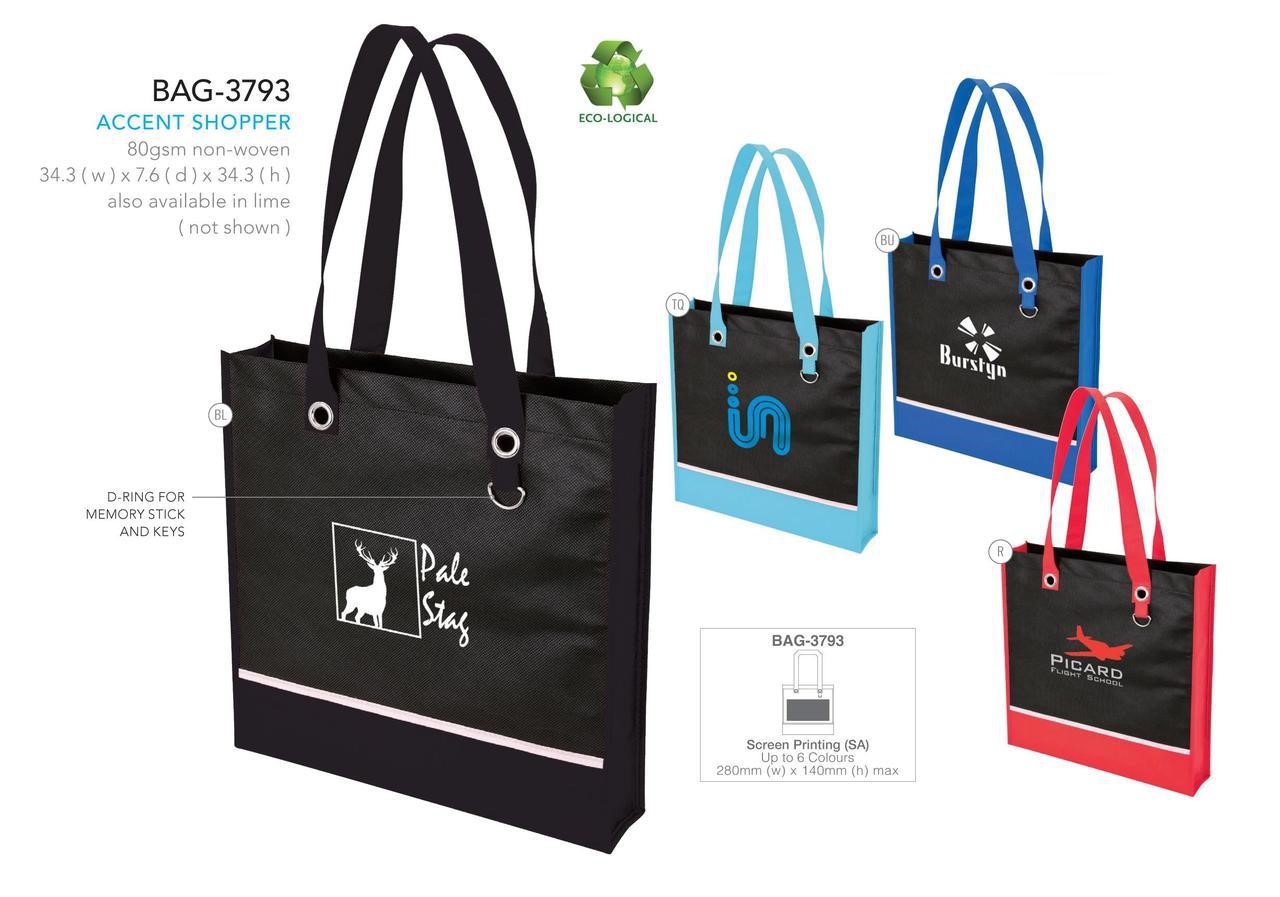 BAG-3793
ACCENT SHOPPER
80gsm non-woven
34.3 ( w ) x 7.6 ( d ) x 34.3 ( h )
also available in lime
( not shown )
ECO-LOGICAL
BL
D-RING FOR
MEMORY STICK
AND KEYS
Pale
Stag
TQ
in
BU
Burstyn
R
PICARD
FLIGHT SCHOOL
BAG-3793
Screen Printing (SA)
Up to 6 Colours
280mm (w) x 140mm (h) max